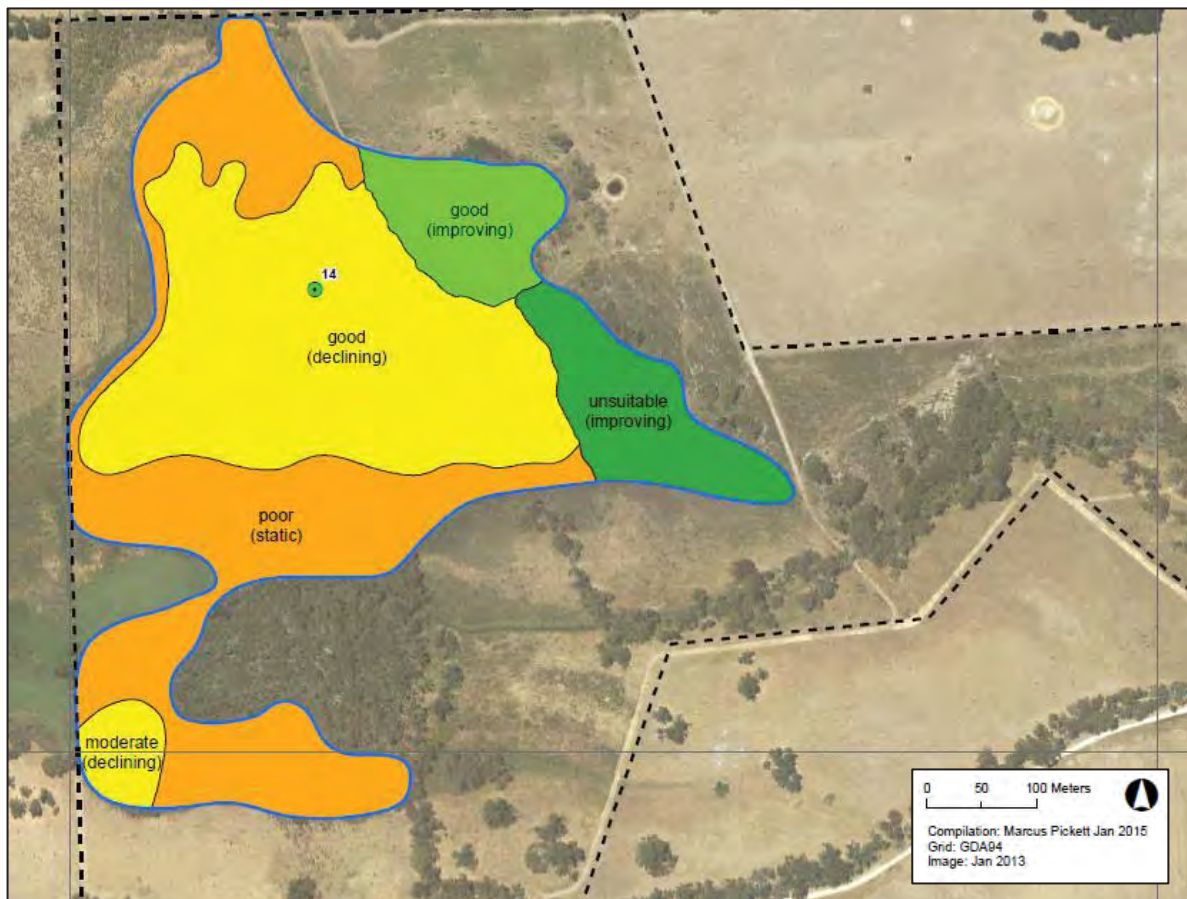 good
(improving)
14
good
(declining)
unsuitable
(improving)
poor
(static)
moderate
(declining)
0 50 100 Meters
Compilation: Marcus Pickett Jan 2015
Grid: GDA94
Image: Jan 2013